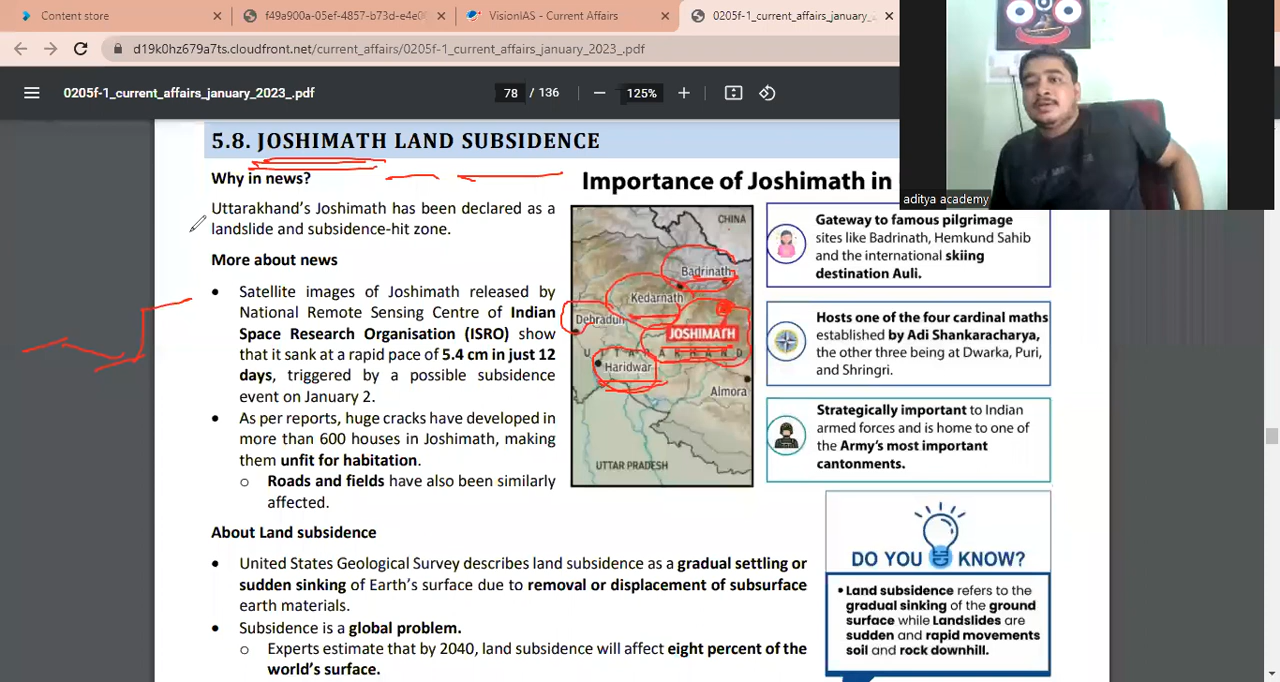 Content store
f49a900a-05ef-4857-b73d-e4e0
VisionIAS - Current Affairs
0205f-1_current_affairs_january_
d19k0hz679a7ts.cloudfront.net/current_affairs/0205f-1_current_affairs_january_2023_.pdf
0205f-1_current_affairs_january_2023_.pdf
78 / 136
125%
aditya academy
5.8. JOSHIMATH LAND SUBSIDENCE
Why in news?
Uttarakhand's Joshimath has been declared as a
landslide and subsidence-hit zone.
More about news
• Satellite images of Joshimath released by
National Remote Sensing Centre of Indian
Space Research Organisation (ISRO) show
that it sank at a rapid pace of 5.4 cm in just 12
days, triggered by a possible subsidence
event on January 2.
• As per reports, huge cracks have developed in
more than 600 houses in Joshimath, making
them unfit for habitation.
o Roads and fields have also been similarly
affected.
Importance of Joshimath in
CHINA
Badrinath
Kedarnath
Debradun
JOSHIMATH
UTTARAKHAND
Haridwar
Almora
UTTAR PRADESH
Gateway to famous pilgrimage
sites like Badrinath, Hemkund Sahib
and the international skiing
destination Auli.
Hosts one of the four cardinal maths
established by Adi Shankaracharya,
the other three being at Dwarka, Puri,
and Shringri.
Strategically important to Indian
armed forces and is home to one of
the Army's most important
cantonments.
About Land subsidence
• United States Geological Survey describes land subsidence as a gradual settling or
sudden sinking of Earth's surface due to removal or displacement of subsurface
earth materials.
• Subsidence is a global problem.
o Experts estimate that by 2040, land subsidence will affect eight percent of the
world's surface.
DO YOU KNOW?
• Land subsidence refers to the
gradual sinking of the ground
surface while Landslides are
sudden and rapid movements
soil and rock downhill.